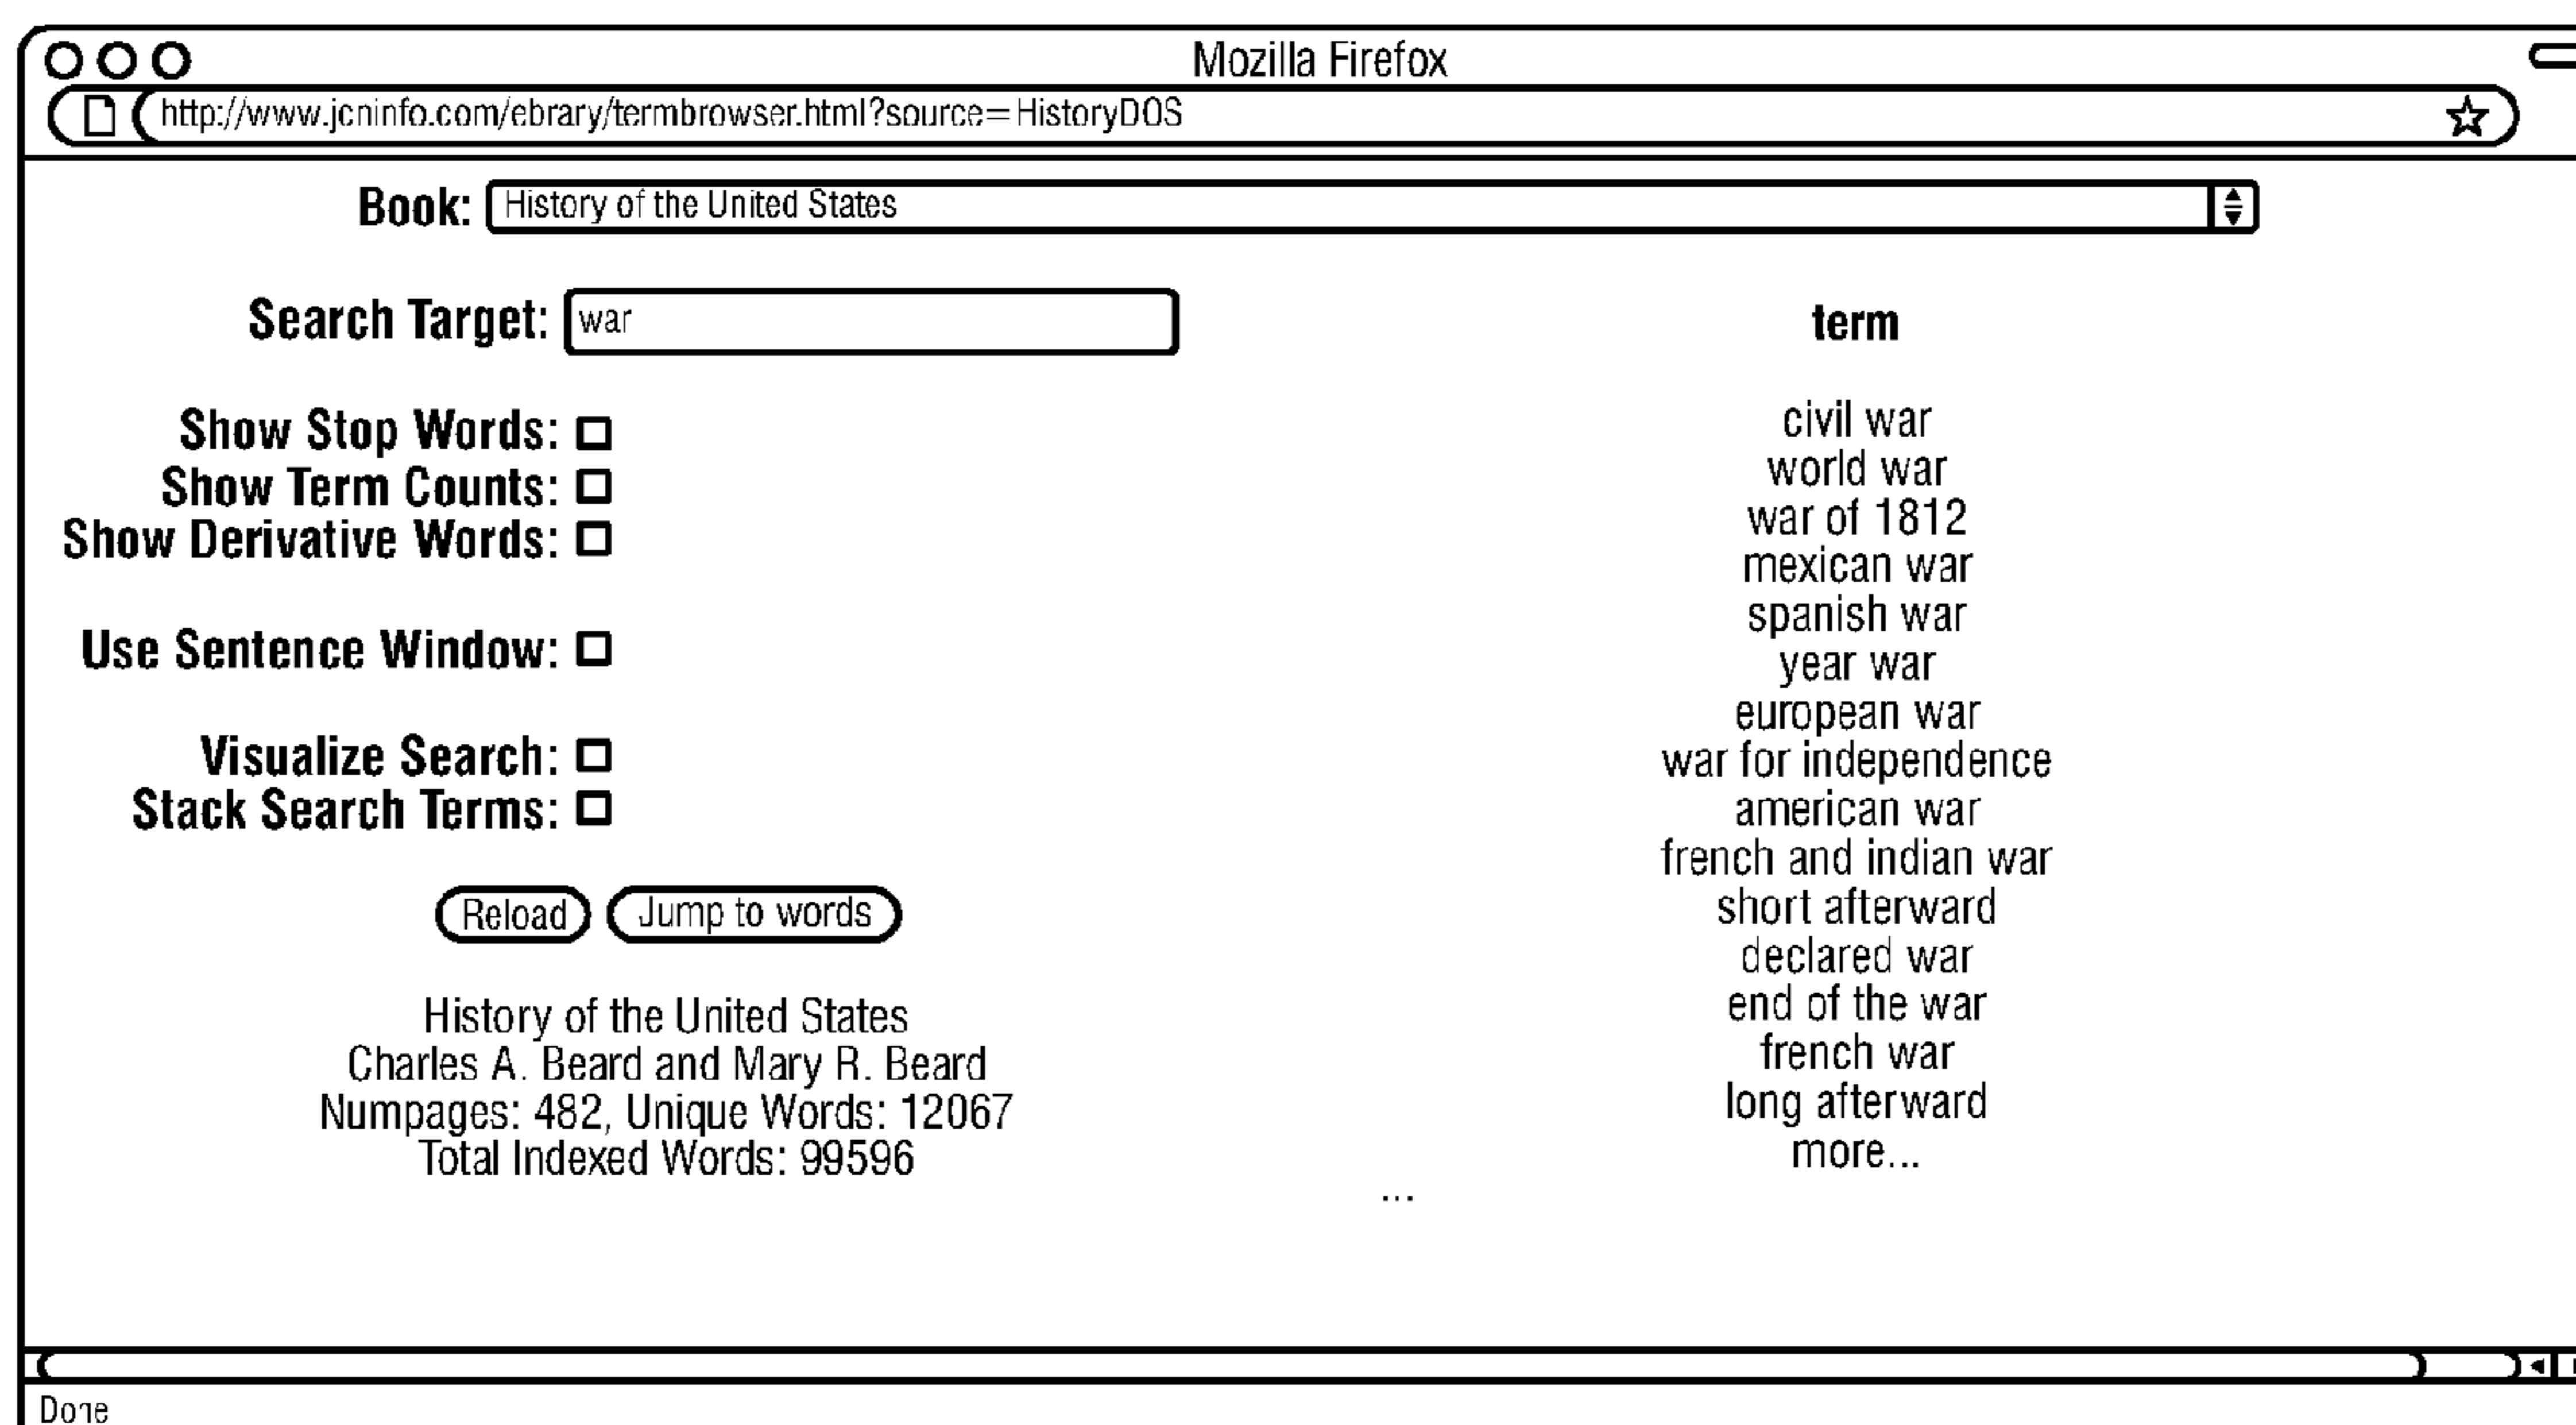 Mozilla Firefox
http://www.jcninfo.com/ebrary/termbrowser.html?source=HistoryDOS
Book: History of the United States
Search Target: war
Show Stop Words:
Show Term Counts:
Show Derivative Words:
Use Sentence Window:
Visualize Search:
Stack Search Terms:
Reload Jump to words
History of the United States
Charles A. Beard and Mary R. Beard
Numpages: 482, Unique Words: 12067
Total Indexed Words: 99596
term
civil war
world war
war of 1812
mexican war
spanish war
year war
european war
war for independence
american war
french and indian war
short afterward
declared war
end of the war
french war
long afterward
more...
...
Done